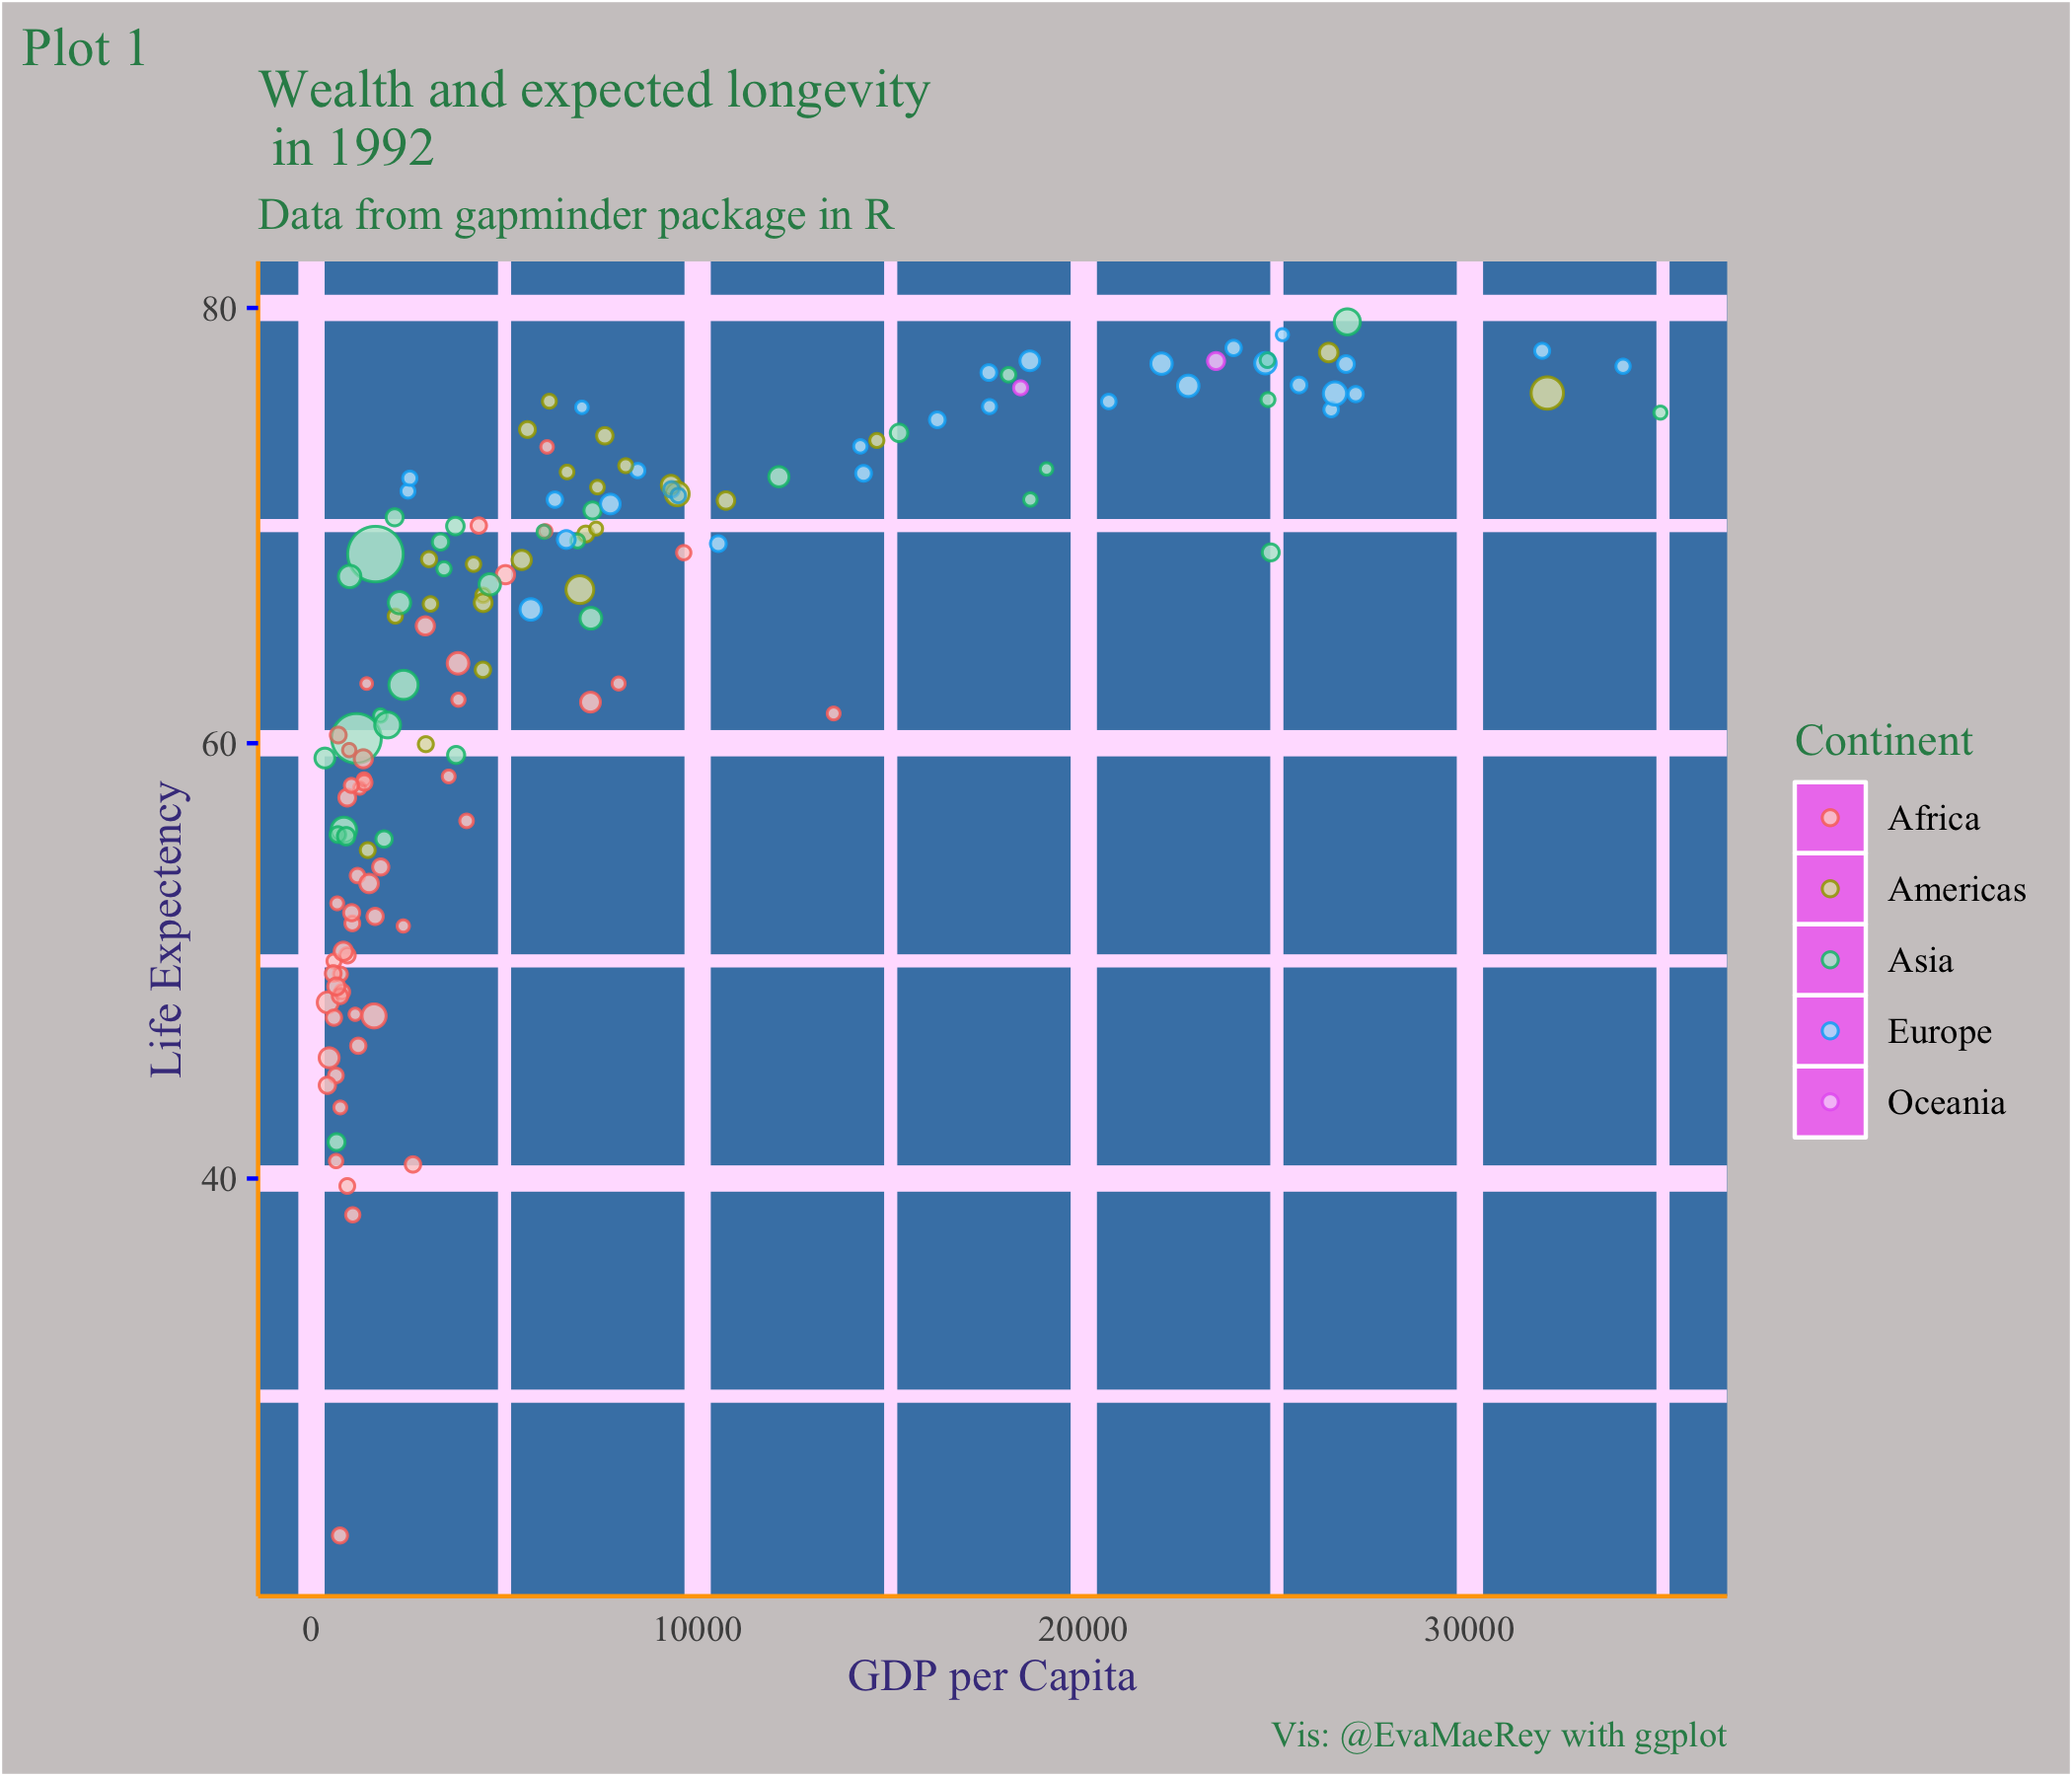 Plot 1
Wealth and expected longevity
in 1992
Data from gapminder package in R
80
60
40
Life Expectency
0 10000 20000 30000
GDP per Capita
Continent
Africa
Americas
Asia
Europe
Oceania
Vis: @EvaMaeRey with ggplot